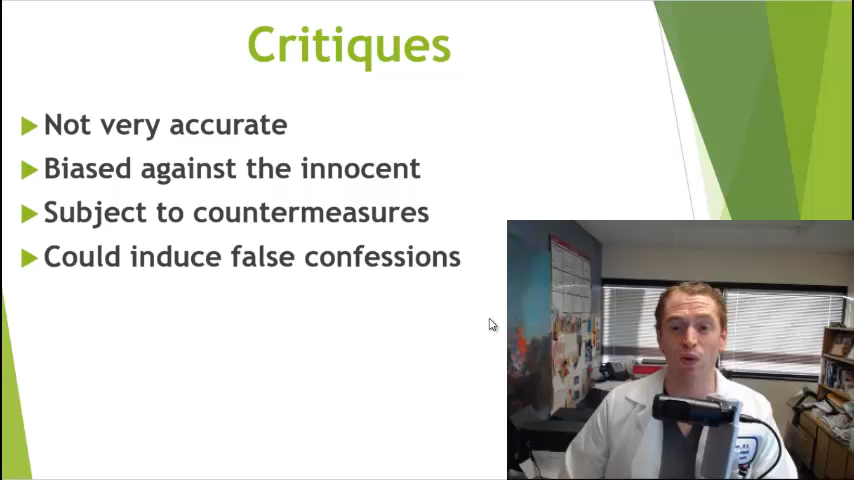 Critiques
Not very accurate
Biased against the innocent
Subject to countermeasures
Could induce false confessions